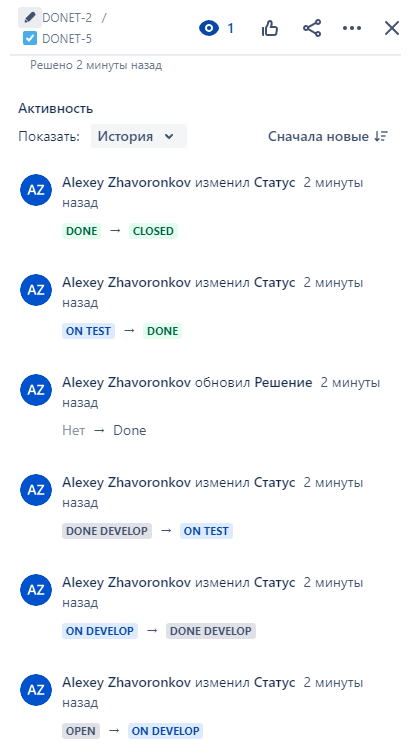 DONET-2 /
DONET-5
1
Решено 2 минуты назад
Активность
Показать: История
Сначала новые
AZ
Alexey Zhavoronkov изменил Статус 2 минуты
назад
DONE → CLOSED
AZ
Alexey Zhavoronkov изменил Статус 2 минуты
назад
ON TEST → DONE
AZ
Alexey Zhavoronkov обновил Решение 2 минуты
назад
Нет → Done
AZ
Alexey Zhavoronkov изменил Статус 2 минуты
назад
DONE DEVELOP → ON TEST
AZ
Alexey Zhavoronkov изменил Статус 2 минуты
назад
ON DEVELOP → DONE DEVELOP
AZ
Alexey Zhavoronkov изменил Статус 2 минуты
назад
OPEN → ON DEVELOP